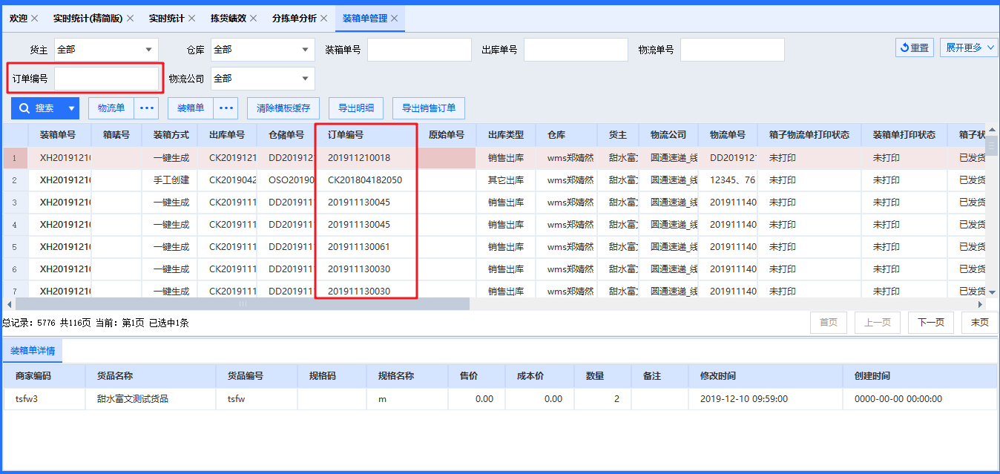 欢迎 实时统计(精简版) 实时统计 拣货绩效 分拣单分析 装箱单管理
货主 全部 仓库 全部 装箱单号 出库单号 物流单号 重置 展开更多
订单编号 物流公司 全部
搜索 物流单 ••• 装箱单 ••• 清除模板缓存 导出明细 导出销售订单
装箱单号 箱唛号 装箱方式 出库单号 仓储单号 订单编号 原始单号 出库类型 仓库 货主 物流公司 物流单号 箱子物流单打印状态 装箱单打印状态 箱子状
1 XH20191210 一键生成 CK2019121 DD2019121 201911210018 销售出库 wms郑婧然 甜水富文 圆通速递_线 DD2019121 未打印 未打印 已发货
2 XH20191210 手工创建 CK2019042 OSO201904 CK201804182050 其它出库 wms郑婧然 甜水富文 圆通速递_线 12345、76 未打印 未打印 已发货
3 XH20191210 一键生成 CK2019111 DD2019111 201911130045 销售出库 wms郑婧然 甜水富文 圆通速递_线 201911140 未打印 未打印 已发货
4 XH20191210 一键生成 CK2019111 DD2019111 201911130045 销售出库 wms郑婧然 甜水富文 圆通速递_线 201911140 未打印 未打印 已发货
5 XH20191210 一键生成 CK2019111 DD2019111 201911130061 销售出库 wms郑婧然 甜水富文 圆通速递_线 201911140 未打印 未打印 已发货
6 XH20191210 一键生成 CK2019111 DD2019111 201911130030 销售出库 wms郑婧然 甜水富文 圆通速递_线 201911140 未打印 未打印 已发货
7 XH20191210 一键生成 CK2019111 DD2019111 201911130030 销售出库 wms郑婧然 甜水富文 圆通速递_线 201911140 未打印 未打印 已发货
总记录：5776 共116页 当前：第1页 已选中1条 首页 上一页 下一页 末页
装箱单详情
商家编码 货品名称 货品编号 规格码 规格名称 售价 成本价 数量 备注 修改时间 创建时间
tsfw3 甜水富文测试货品 tsfw m 0.00 0.00 2 2019-12-10 09:59:00 0000-00-00 00:00:00